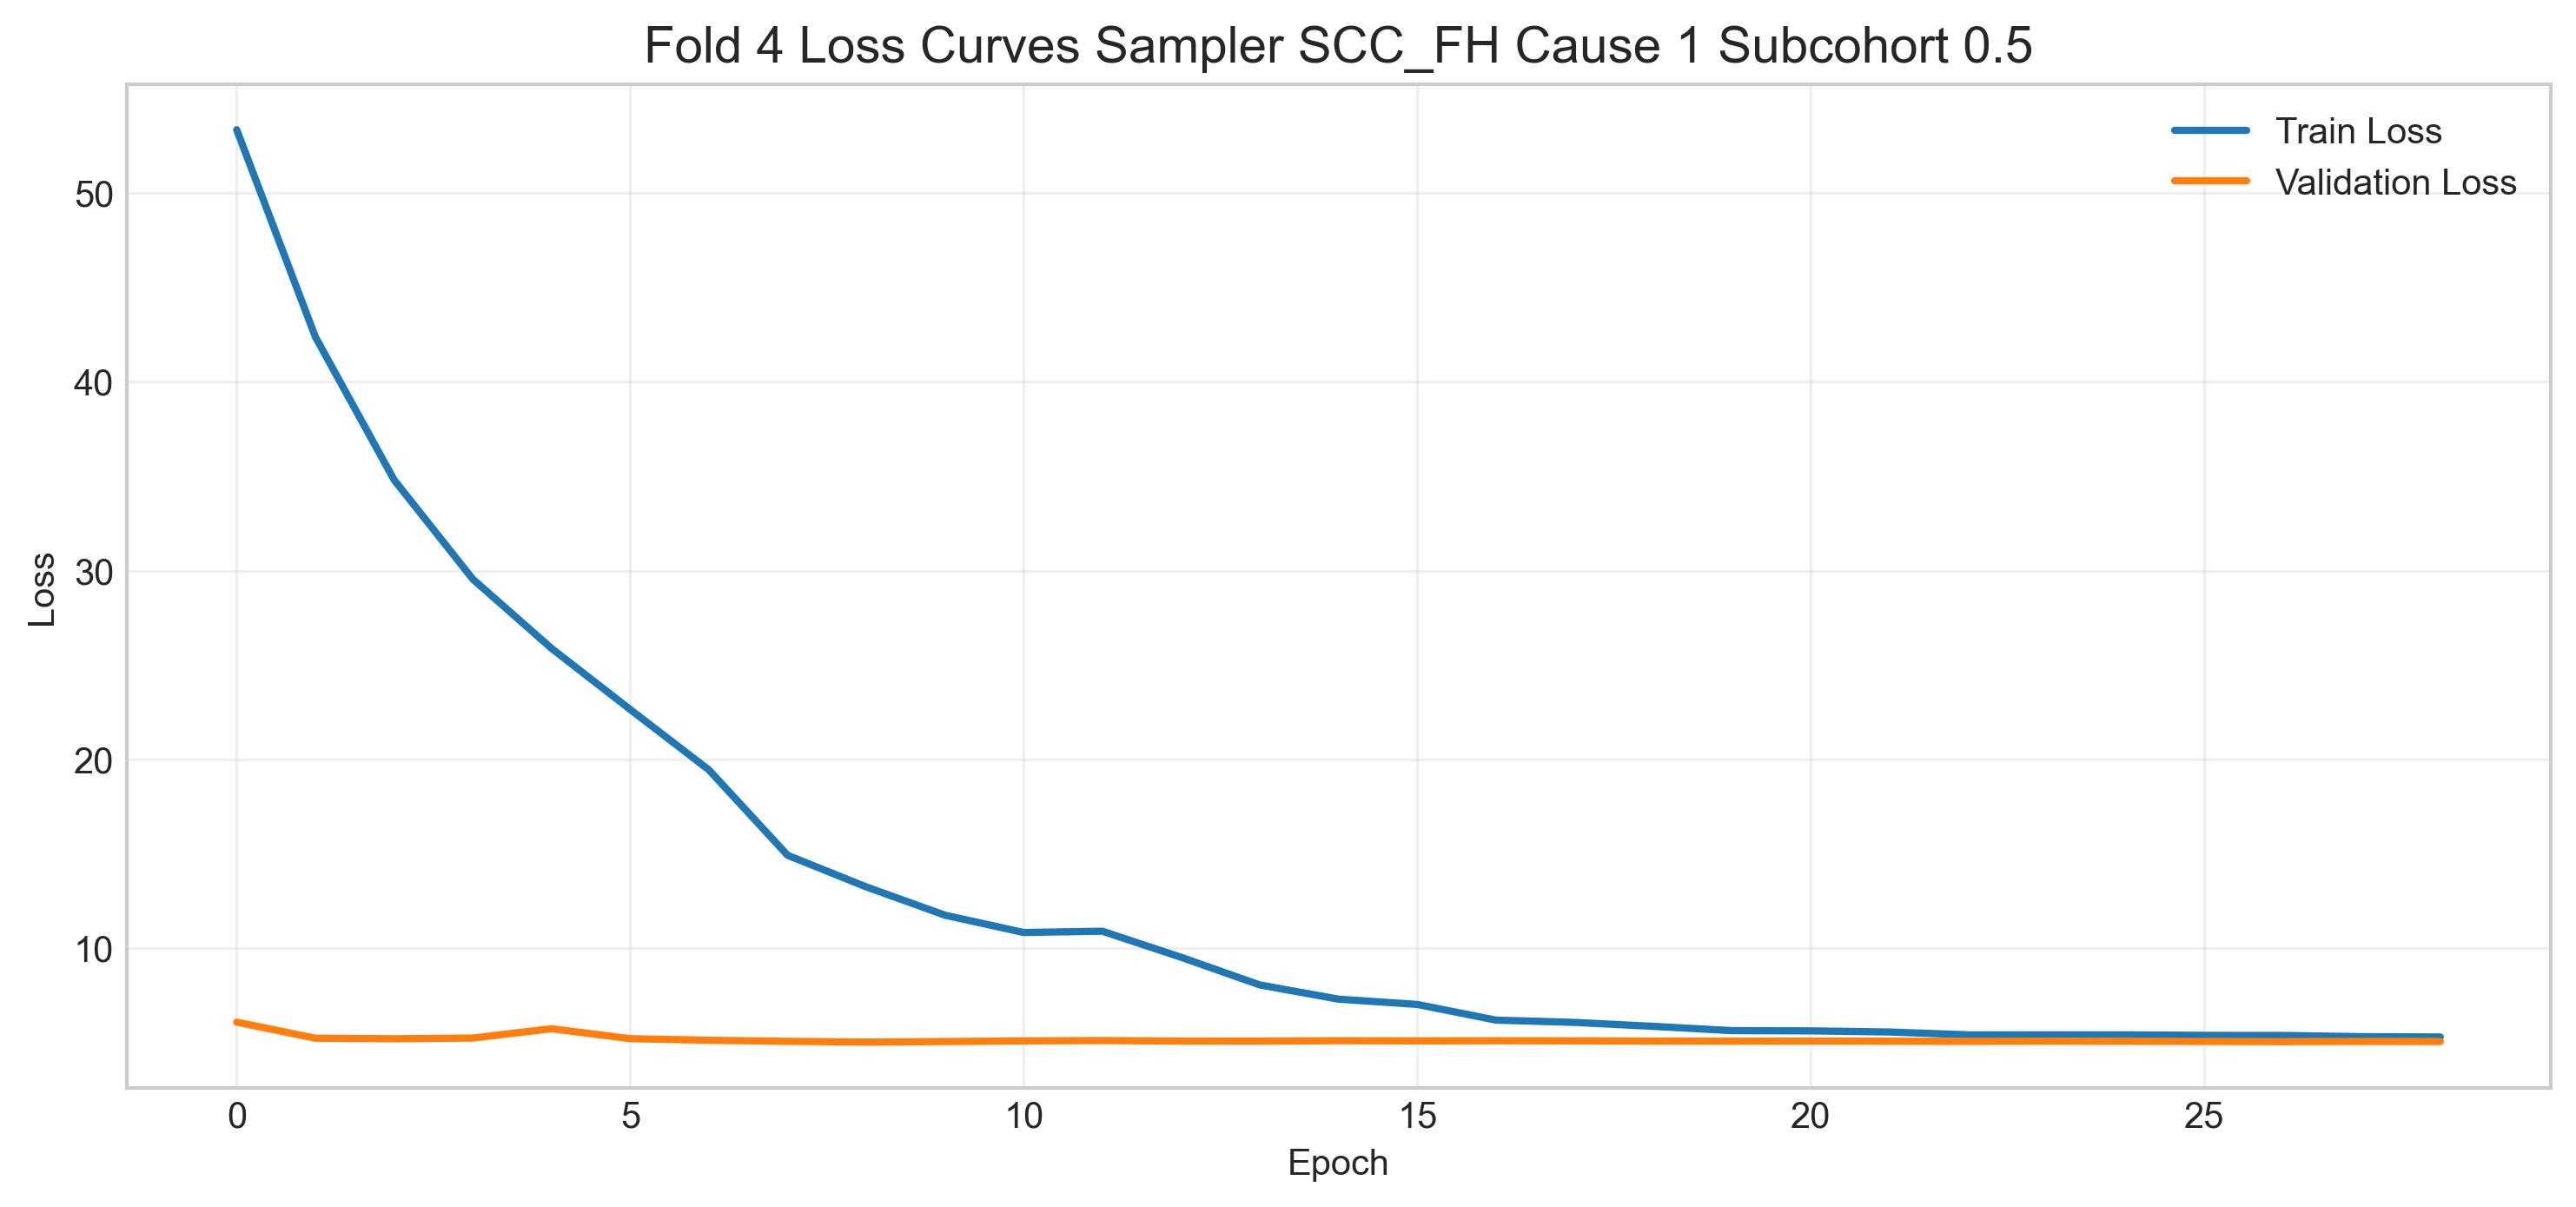 Fold 4 Loss Curves Sampler SCC_FH Cause 1 Subcohort 0.5
Train Loss
Validation Loss
50
40
30
20
10
Loss
0 5 10 15 20 25
Epoch